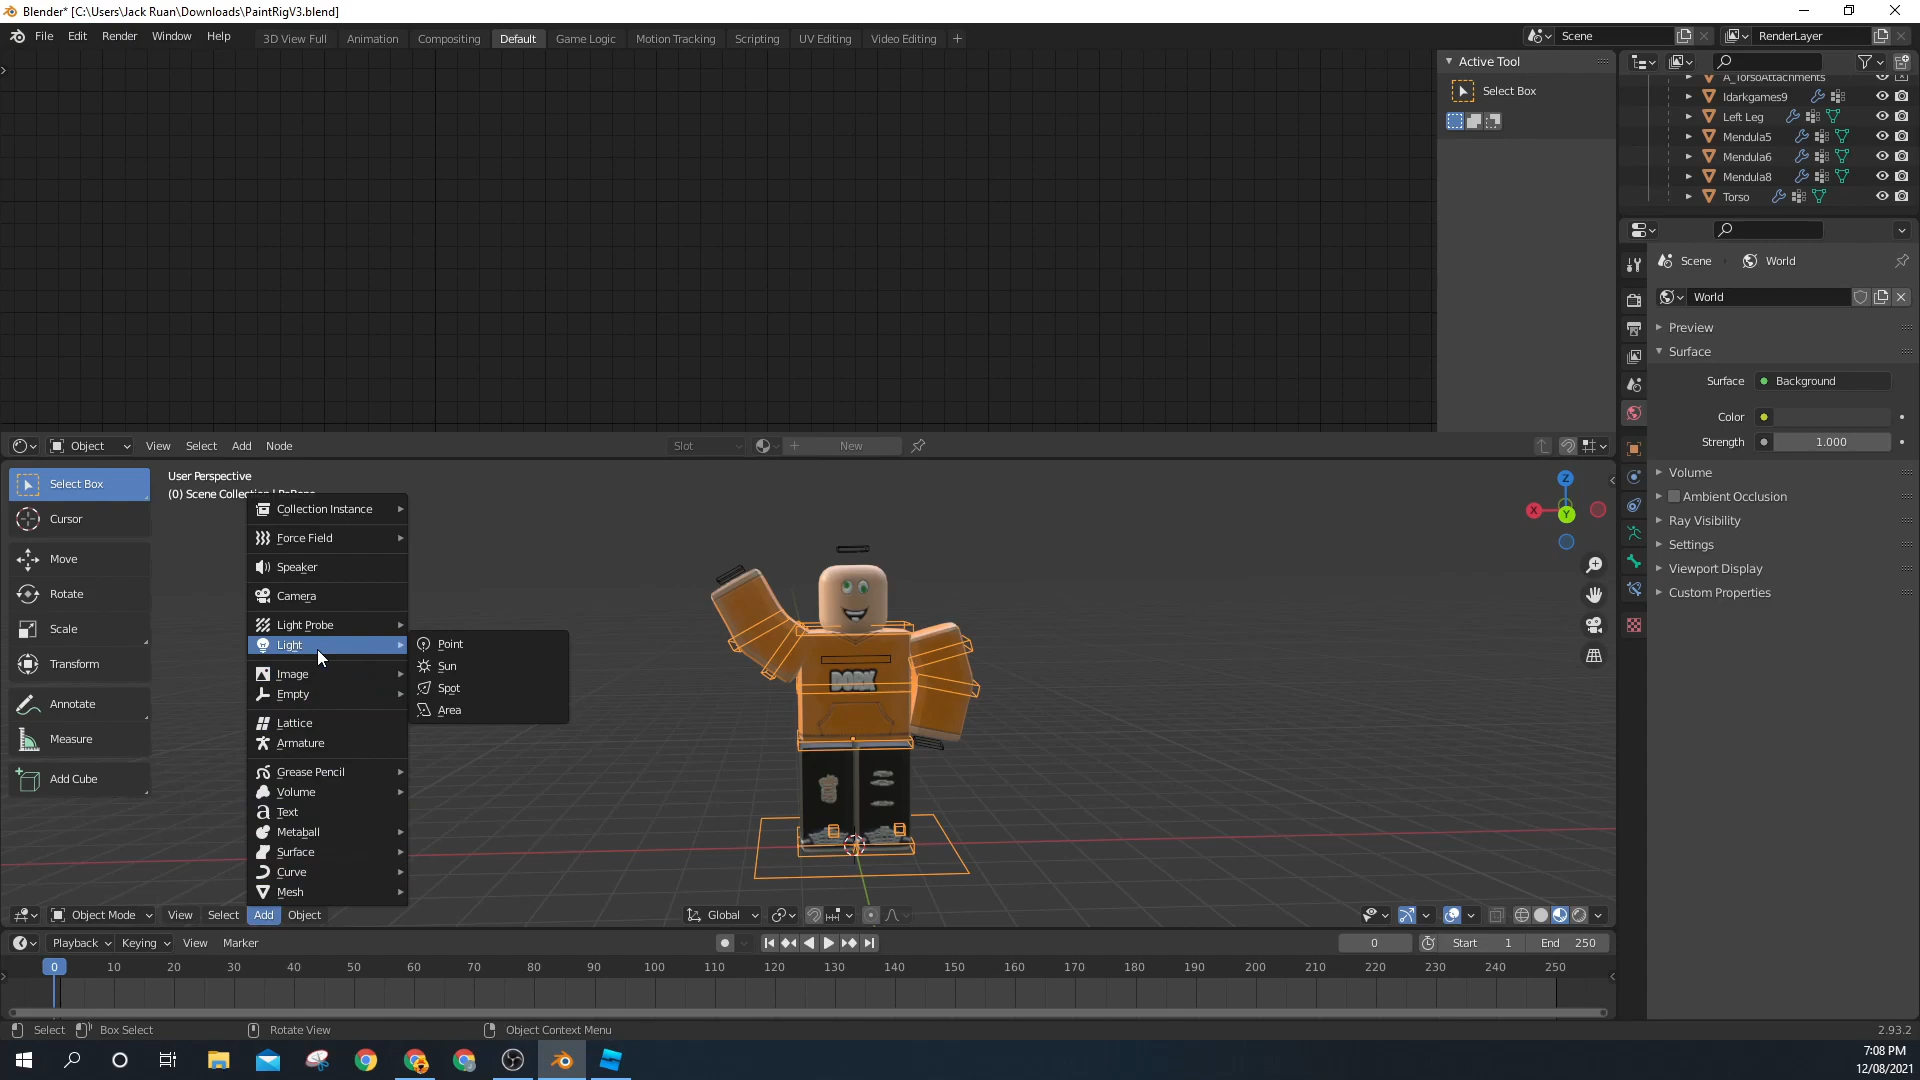 Blender* [C:\Users\Jack Ruan\Downloads\PaintRigV3.blend]
File Edit Render Window Help
3D View Full Animation Compositing Default Game Logic Motion Tracking Scripting UV Editing Video Editing +
Scene RenderLayer
Active Tool
Select Box
A_TorsoAttachments
Idarkgames9
Left Leg
Mendula5
Mendula6
Mendula8
Torso
Scene World
World
Preview
Surface
Surface Background
Color
Strength 1.000
Volume
Ambient Occlusion
Ray Visibility
Settings
Viewport Display
Custom Properties
Object View Select Add Node Slot New
Select Box
Cursor
Move
Rotate
Scale
Transform
Annotate
Measure
Add Cube
User Perspective
(0) Scene Collection
Collection Instance
Force Field
Speaker
Camera
Light Probe
Light
Image
Empty
Lattice
Armature
Grease Pencil
Volume
Text
Metaball
Surface
Curve
Mesh
Point
Sun
Spot
Area
X Y Z
DORK
Object Mode View Select Add Object Global
Playback Keying View Marker 0 Start 1 End 250
0 10 20 30 40 50 60 70 80 90 100 110 120 130 140 150 160 170 180 190 200 210 220 230 240 250
Select Box Select Rotate View Object Context Menu 2.93.2
7:08 PM
12/08/2021